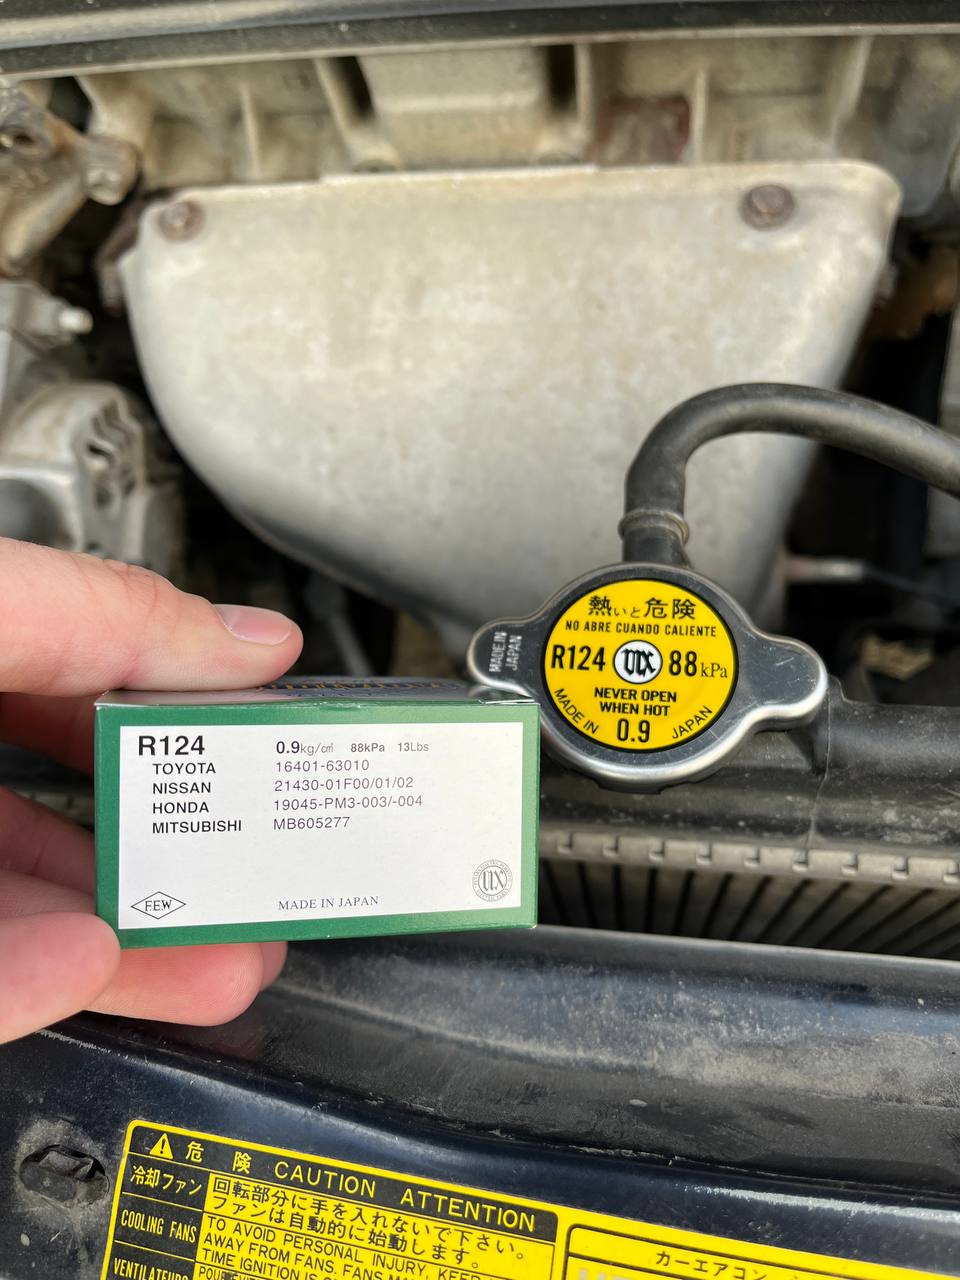 熱いと危険
NO ABRE CUANDO CALIENTE
R124 88kPa
NEVER OPEN
WHEN HOT
MADE IN 0.9 JAPAN
MADE IN
JAPAN
R124 0.9kg/c㎡ 88kPa 13Lbs
TOYOTA 16401-63010
NISSAN 21430-01F00/01/02
HONDA 19045-PM3-003/-004
MITSUBISHI MB605277
F.E.W
MADE IN JAPAN
危険 CAUTION ATTENTION
冷却ファン
回転部分に手を入れないで下さい。
ファンは自動的に始動します。
COOLING FANS
TO AVOID PERSONAL INJURY, KEEP
AWAY FROM FANS. FANS
TIME IGNITION IS
VENTILATEURS
カーエアコン